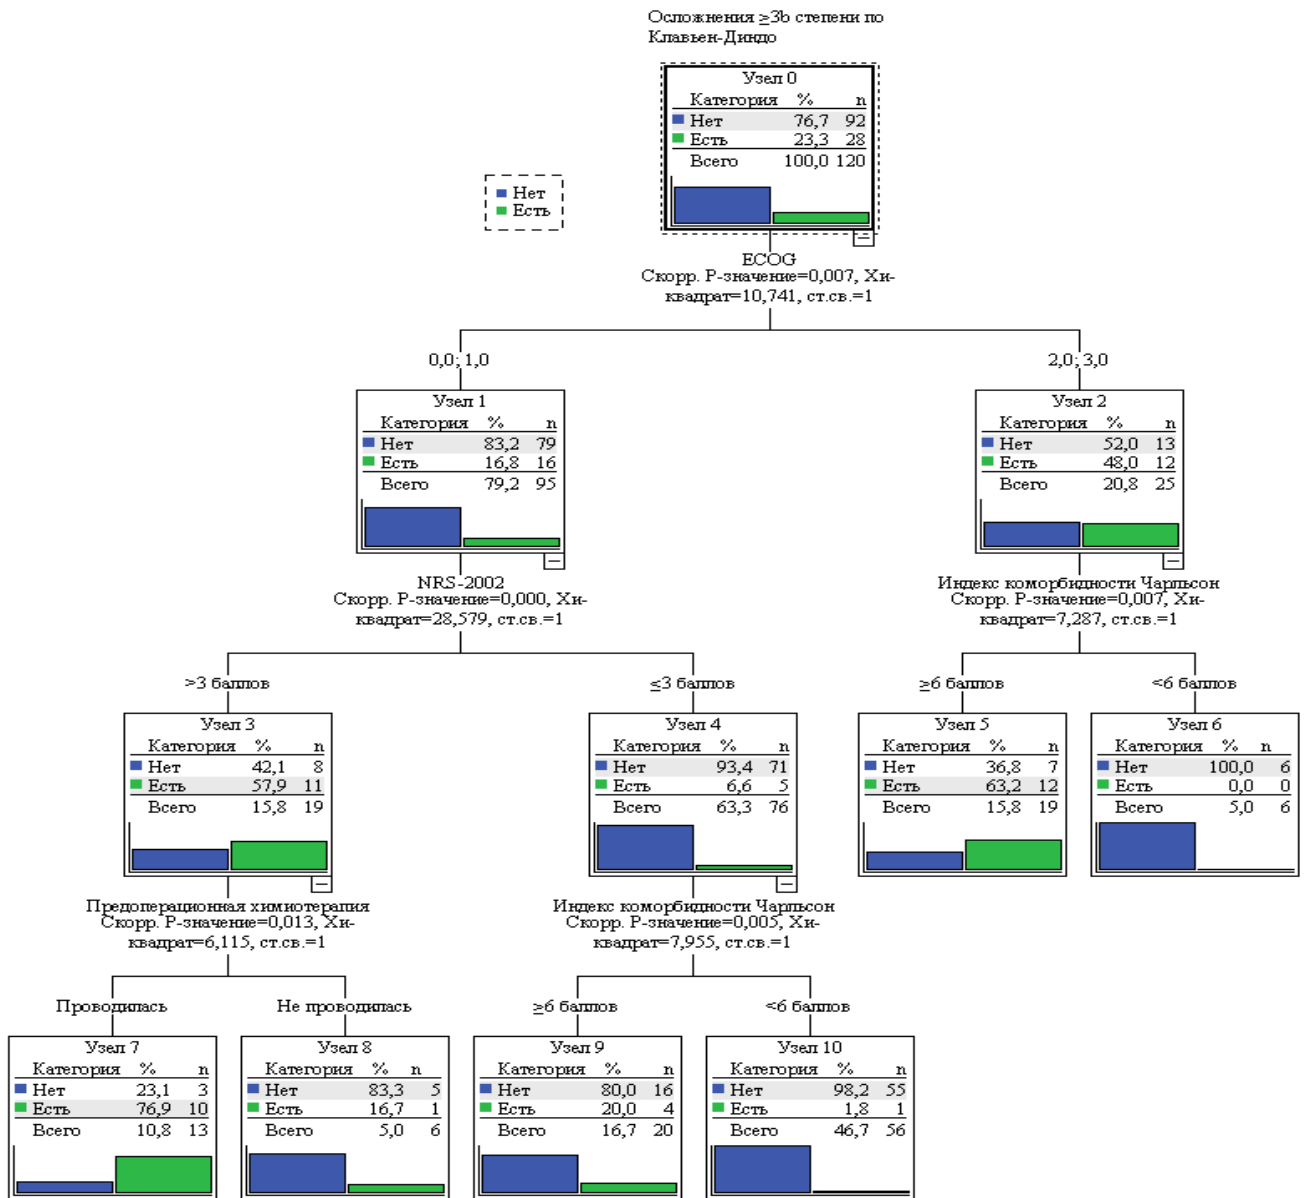 Осложнения ≥3b степени по
Клавьен-Диндо
Узел 0
Категория % n
Нет 76,7 92
Есть 23,3 28
Всего 100,0 120
Нет
Есть
ECOG
Скорр. P-значение=0,007, Хи-
квадрат=10,741, ст.св.=1
0,0; 1,0
2,0; 3,0
Узел 1
Категория % n
Нет 83,2 79
Есть 16,8 16
Всего 79,2 95
Узел 2
Категория % n
Нет 52,0 13
Есть 48,0 12
Всего 20,8 25
NRS-2002
Скорр. P-значение=0,000, Хи-
квадрат=28,579, ст.св.=1
Индекс коморбидности Чарльсон
Скорр. P-значение=0,007, Хи-
квадрат=7,287, ст.св.=1
>3 баллов
≤3 баллов
≥6 баллов
<6 баллов
Узел 3
Категория % n
Нет 42,1 8
Есть 57,9 11
Всего 15,8 19
Узел 4
Категория % n
Нет 93,4 71
Есть 6,6 5
Всего 63,3 76
Узел 5
Категория % n
Нет 36,8 7
Есть 63,2 12
Всего 15,8 19
Узел 6
Категория % n
Нет 100,0 6
Есть 0,0 0
Всего 5,0 6
Предоперационная химиотерапия
Скорр. P-значение=0,013, Хи-
квадрат=6,115, ст.св.=1
Индекс коморбидности Чарльсон
Скорр. P-значение=0,005, Хи-
квадрат=7,955, ст.св.=1
Проводилась
Не проводилась
≥6 баллов
<6 баллов
Узел 7
Категория % n
Нет 23,1 3
Есть 76,9 10
Всего 10,8 13
Узел 8
Категория % n
Нет 83,3 5
Есть 16,7 1
Всего 5,0 6
Узел 9
Категория % n
Нет 80,0 16
Есть 20,0 4
Всего 16,7 20
Узел 10
Категория % n
Нет 98,2 55
Есть 1,8 1
Всего 46,7 56